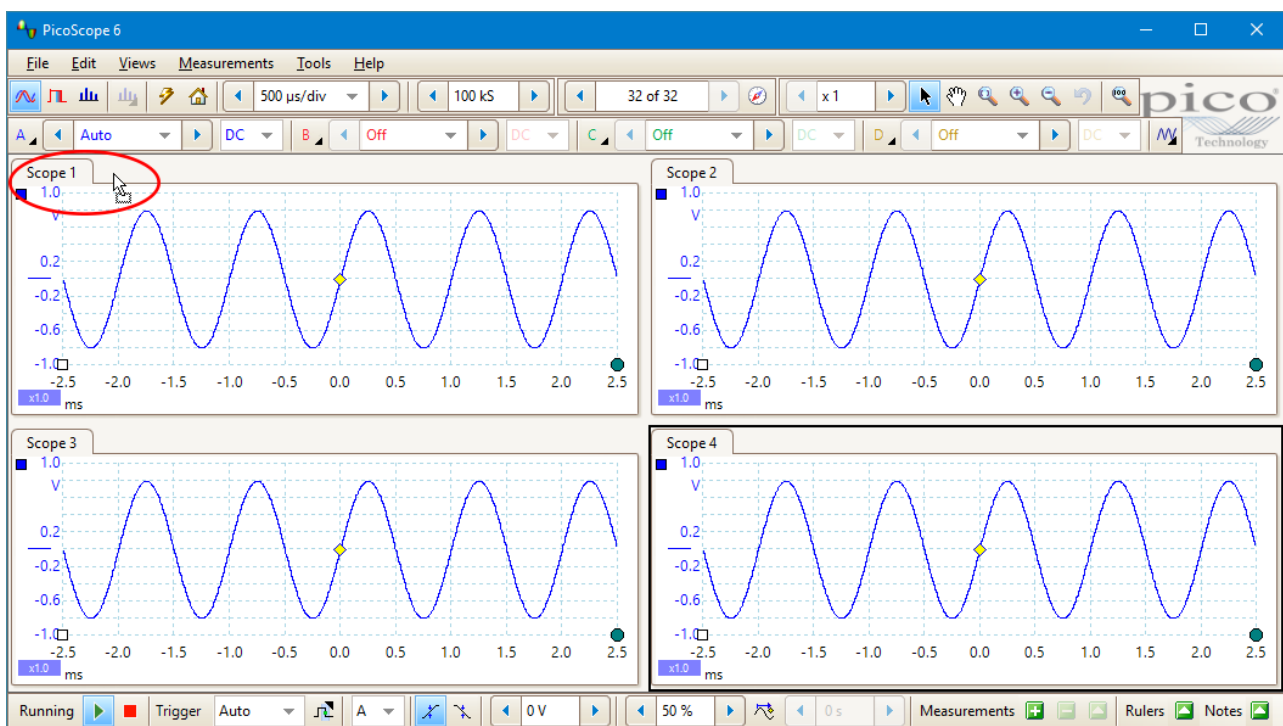 PicoScope 6
File Edit Views Measurements Tools Help
500 µs/div 100 kS 32 of 32 x 1 100
pico
Technology
A Auto DC B Off DC C Off DC D Off DC
Scope 1
1.0
V
0.2
-0.2
-0.6
-1.0
-2.5 -2.0 -1.5 -1.0 -0.5 0.0 0.5 1.0 1.5 2.0 2.5
x1.0 ms
Scope 2
1.0
V
0.2
-0.2
-0.6
-1.0
-2.5 -2.0 -1.5 -1.0 -0.5 0.0 0.5 1.0 1.5 2.0 2.5
x1.0 ms
Scope 3
1.0
V
0.2
-0.2
-0.6
-1.0
-2.5 -2.0 -1.5 -1.0 -0.5 0.0 0.5 1.0 1.5 2.0 2.5
x1.0 ms
Scope 4
1.0
V
0.2
-0.2
-0.6
-1.0
-2.5 -2.0 -1.5 -1.0 -0.5 0.0 0.5 1.0 1.5 2.0 2.5
x1.0 ms
Running Trigger Auto A 0 V 50 % 0 s Measurements Rulers Notes